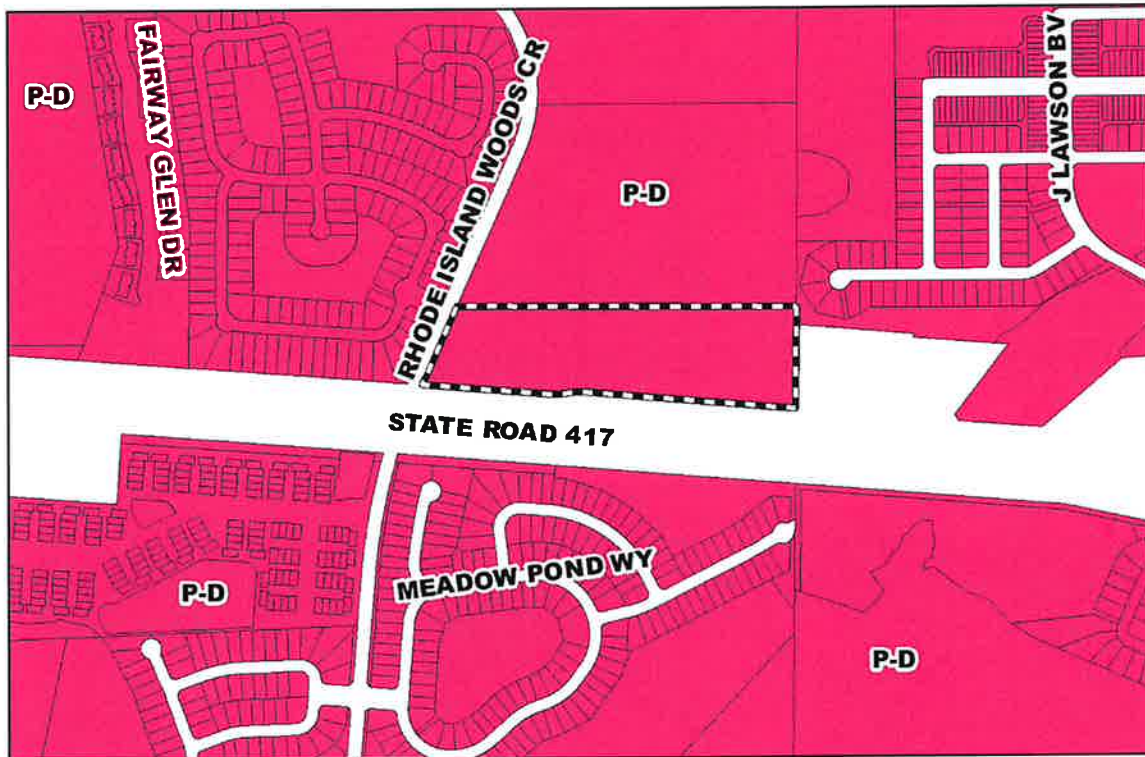 P-D
FAIRWAY GLEN DR
RHODE ISLAND WOODS CR
P-D
J LAWSON BV
STATE ROAD 417
MEADOW POND WY
P-D
P-D